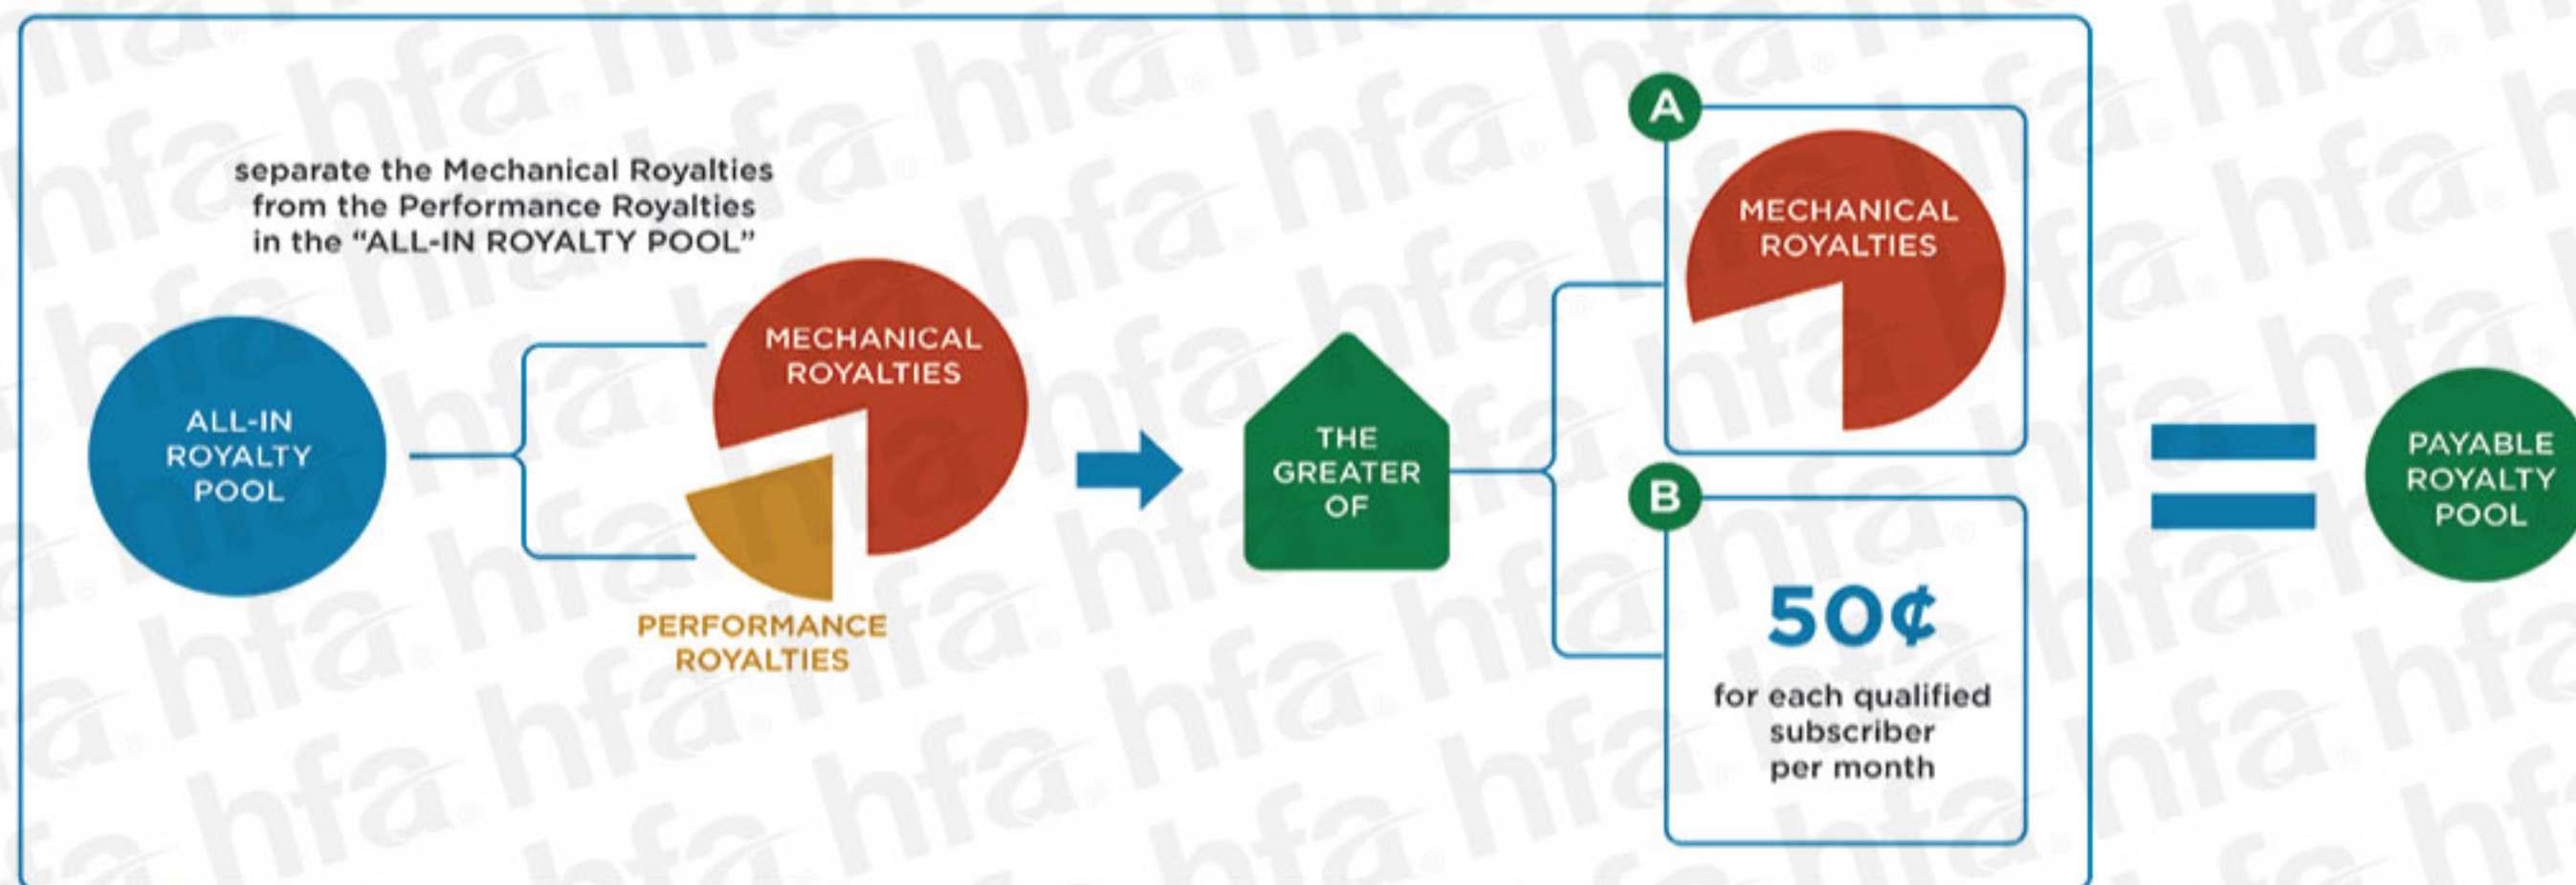 separate the Mechanical Royalties
from the Performance Royalties
in the “ALL-IN ROYALTY POOL”
ALL-IN
ROYALTY
POOL
MECHANICAL
ROYALTIES
PERFORMANCE
ROYALTIES
THE
GREATER
OF
A
MECHANICAL
ROYALTIES
B
50¢
for each qualified
subscriber
per month
PAYABLE
ROYALTY
POOL
hfa